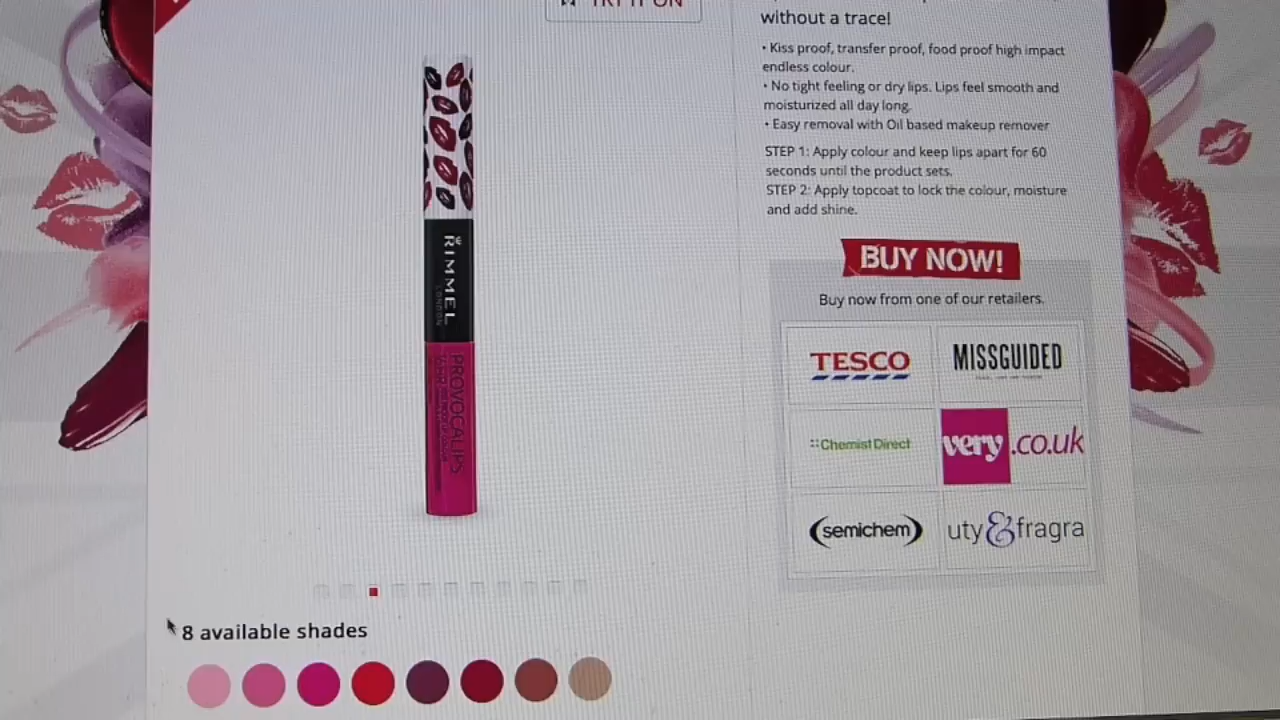 TRY IT ON
without a trace!
• Kiss proof, transfer proof, food proof high impact
endless colour.
• No tight feeling or dry lips. Lips feel smooth and
moisturized all day long.
• Easy removal with Oil based makeup remover
STEP 1: Apply colour and keep lips apart for 60
seconds until the product sets.
STEP 2: Apply topcoat to lock the colour, moisture
and add shine.
RIMMEL
LONDON
PROVOCALIPS
BUY NOW!
Buy now from one of our retailers.
TESCO
MISSGUIDED
Chemist Direct
very.co.uk
(semichem)
uty&fragra
8 available shades